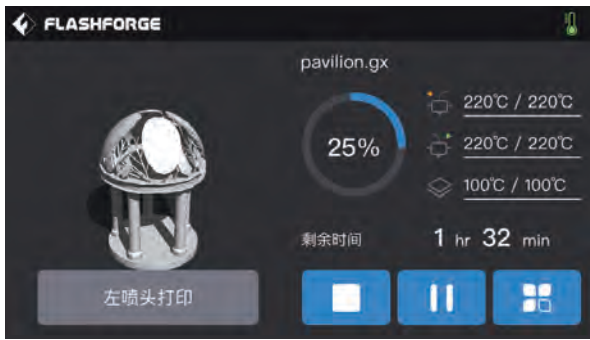 FLASHFORGE
pavilion.gx
25%
220℃ / 220℃
220℃ / 220℃
100℃ / 100℃
剩余时间 1 hr 32 min
左喷头打印